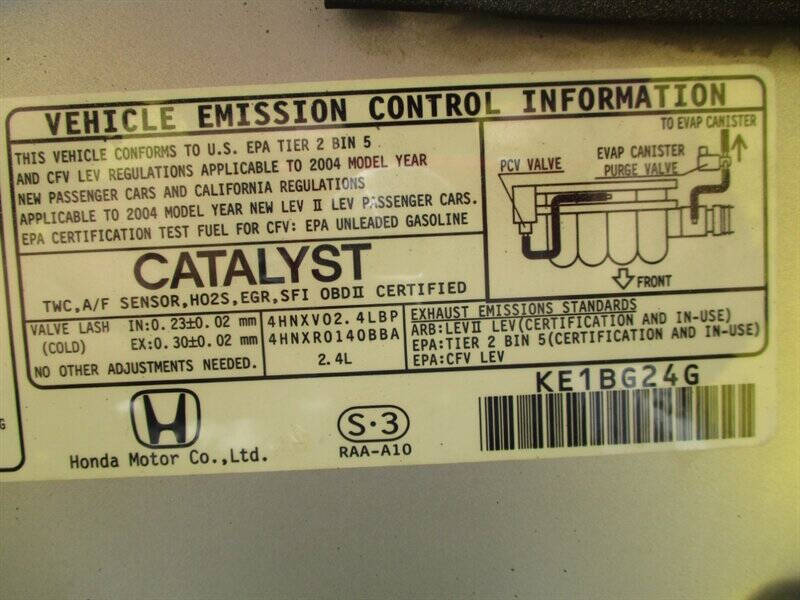 VEHICLE EMISSION CONTROL INFORMATION
THIS VEHICLE CONFORMS TO U.S. EPA TIER 2 BIN 5
AND CFV LEV REGULATIONS APPLICABLE TO 2004 MODEL YEAR
NEW PASSENGER CARS AND CALIFORNIA REGULATIONS
APPLICABLE TO 2004 MODEL YEAR NEW LEV II LEV PASSENGER CARS.
EPA CERTIFICATION TEST FUEL FOR CFV: EPA UNLEADED GASOLINE
CATALYST
TWC,A/F SENSOR,HO2S,EGR,SFI OBDII CERTIFIED
TO EVAP CANISTER
PCV VALVE
EVAP CANISTER
PURGE VALVE
FRONT
VALVE LASH IN:0.23±0.02 mm
(COLD) EX:0.30±0.02 mm
NO OTHER ADJUSTMENTS NEEDED.
4HNXV02.4LBP
4HNXR0140BBA
2.4L
EXHAUST EMISSIONS STANDARDS
ARB:LEVII LEV(CERTIFICATION AND IN-USE)
EPA:TIER 2 BIN 5(CERTIFICATION AND IN-USE)
EPA:CFV LEV
KE1BG24G
G
Honda Motor Co.,Ltd.
S·3
RAA-A10